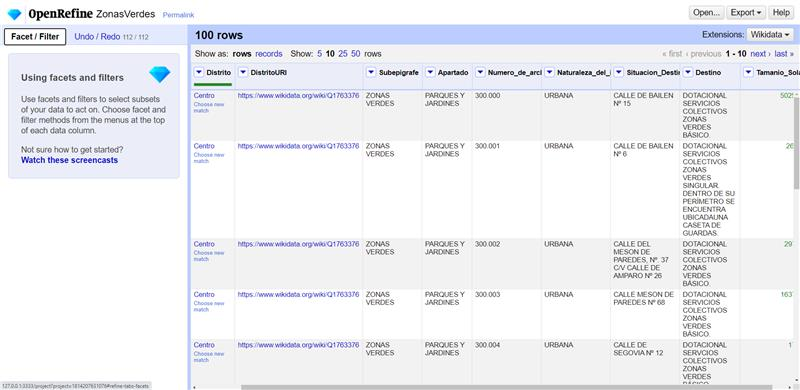 OpenRefine ZonasVerdes Permalink
Open... Export Help
Facet / Filter Undo / Redo 112 / 112
100 rows
Extensions: Wikidata
Show as: rows records Show: 5 10 25 50 rows
« first ‹ previous 1 - 10 next › last »
Using facets and filters
Use facets and filters to select subsets
of your data to act on. Choose facet and
filter methods from the menus at the top
of each data column.
Not sure how to get started?
Watch these screencasts
Distrito DistritoURI Subepigrafe Apartado Numero_de_arci Naturaleza_del_i Situacion_Desti Destino Tamanio_Sola
Centro https://www.wikidata.org/wiki/Q1763376 ZONAS PARQUES Y 300.000 URBANA CALLE DE BAILEN DOTACIONAL
Choose new VERDES JARDINES Nº 15 SERVICIOS
match COLECTIVOS
ZONAS
VERDES
BÁSICO.
Centro https://www.wikidata.org/wiki/Q1763376 ZONAS PARQUES Y 300.001 URBANA CALLE DE BAILEN DOTACIONAL
Choose new VERDES JARDINES Nº 6 SERVICIOS
match COLECTIVOS
ZONAS
VERDES
SINGULAR.
DENTRO DE SU
PERÍMETRO SE
ENCUENTRA
UBICADAUNA
CASETA DE
GUARDAS.
Centro https://www.wikidata.org/wiki/Q1763376 ZONAS PARQUES Y 300.002 URBANA CALLE DEL DOTACIONAL
Choose new VERDES JARDINES MESON DE SERVICIOS
match PAREDES, Nº. 37 COLECTIVOS
C/V CALLE DE ZONAS
AMPARO Nº 26 VERDES
BÁSICO.
Centro https://www.wikidata.org/wiki/Q1763376 ZONAS PARQUES Y 300.003 URBANA CALLE MESON DE DOTACIONAL
Choose new VERDES JARDINES PAREDES Nº 68 SERVICIOS
match COLECTIVOS
ZONAS
VERDES
BÁSICO.
Centro https://www.wikidata.org/wiki/Q1763376 ZONAS PARQUES Y 300.004 URBANA CALLE DE DOTACIONAL
Choose new VERDES JARDINES SEGOVIA Nº 12 SERVICIOS
match COLECTIVOS
ZONAS
VERDES
127.0.0.1:3333/project?project=1814207631076#refine-tabs-facets